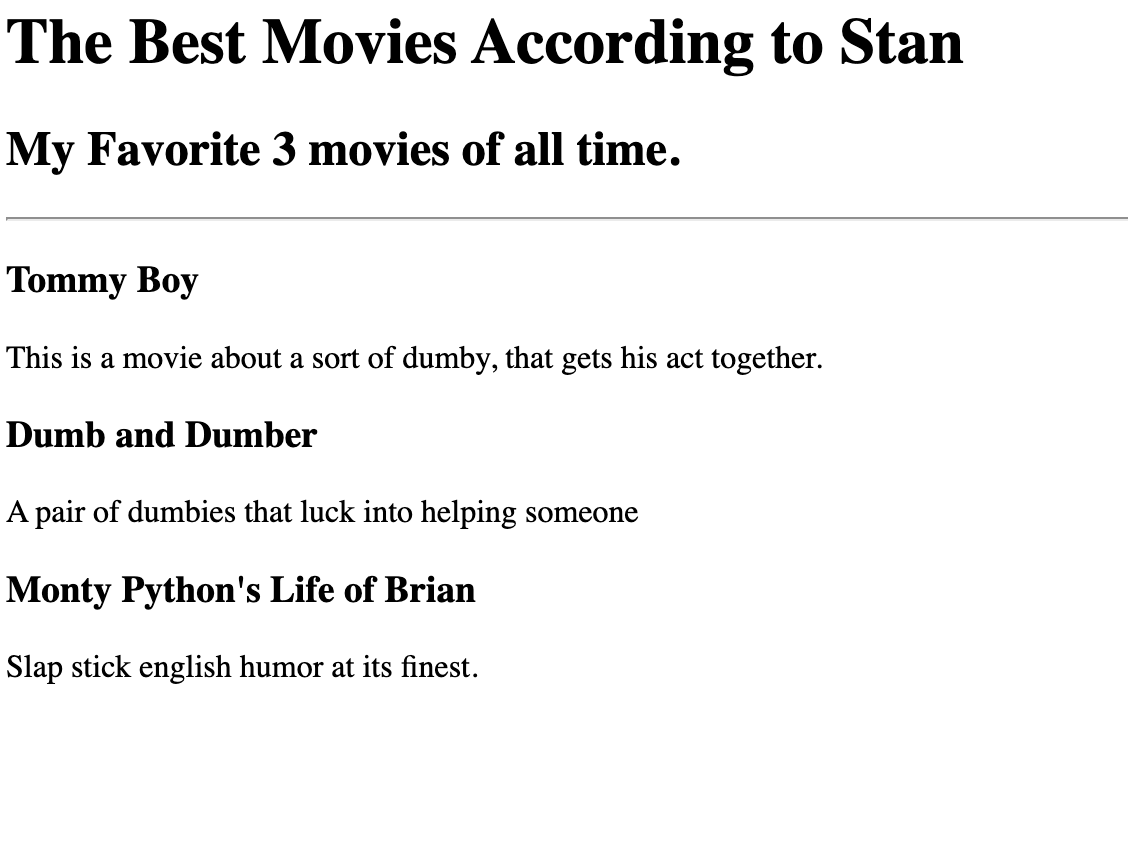 The Best Movies According to Stan
My Favorite 3 movies of all time.
Tommy Boy
This is a movie about a sort of dumby, that gets his act together.
Dumb and Dumber
A pair of dumbies that luck into helping someone
Monty Python's Life of Brian
Slap stick english humor at its finest.